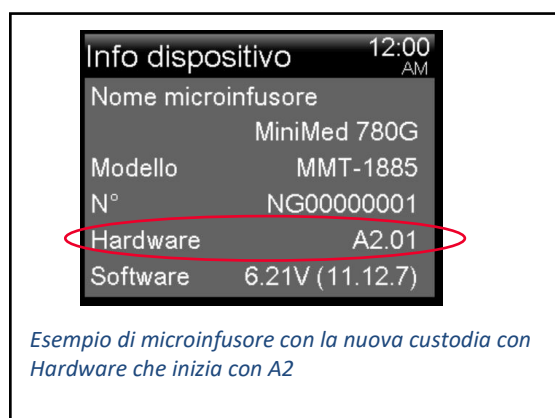 Info dispositivo 12:00
AM
Nome microinfusore
MiniMed 780G
Modello MMT-1885
N° NG00000001
Hardware A2.01
Software 6.21V (11.12.7)
Esempio di microinfusore con la nuova custodia con
Hardware che inizia con A2